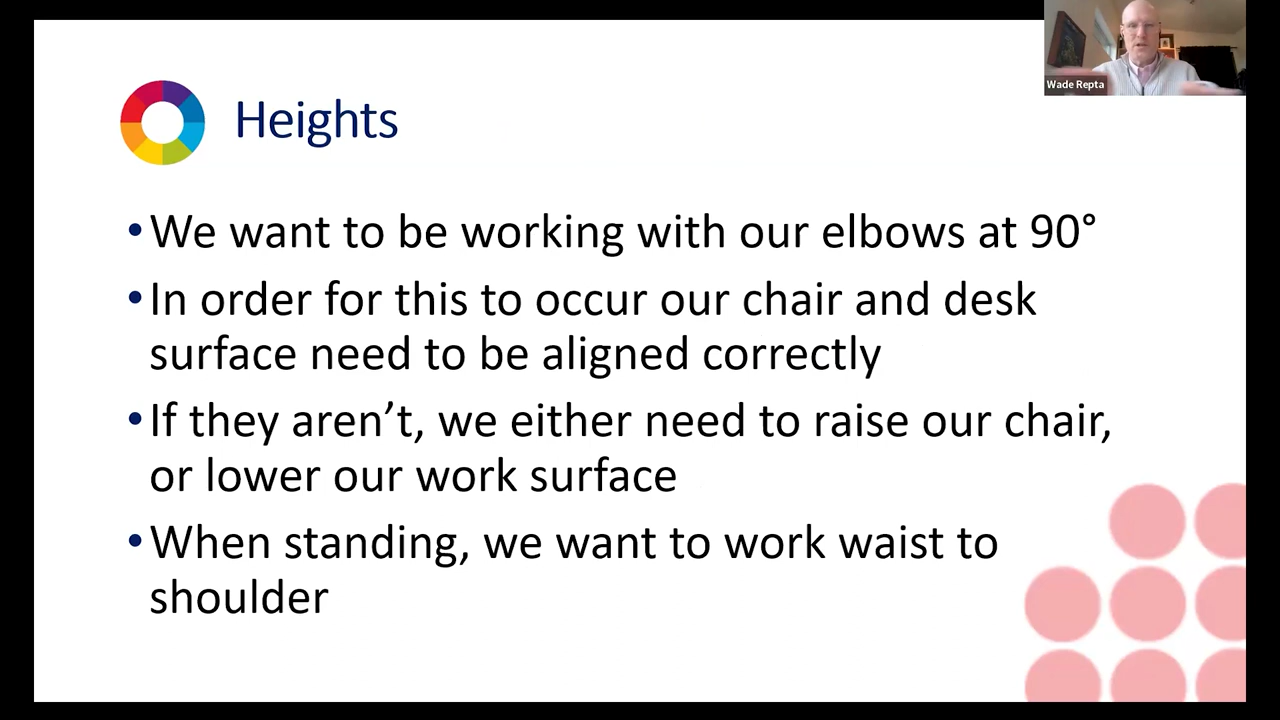 Wade Repta
Heights
•We want to be working with our elbows at 90°
•In order for this to occur our chair and desk
surface need to be aligned correctly
•If they aren’t, we either need to raise our chair,
or lower our work surface
•When standing, we want to work waist to
shoulder